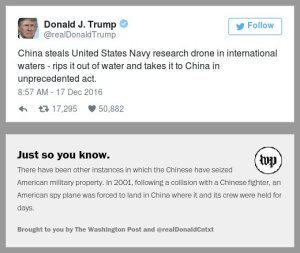 Donald J. Trump
@realDonaldTrump
Follow
China steals United States Navy research drone in international
waters - rips it out of water and takes it to China in
unprecedented act.
8:57 AM - 17 Dec 2016
17,295 50,882
Just so you know.
wp
There have been other instances in which the Chinese have seized
American military property. In 2001, following a collision with a Chinese fighter, an
American spy plane was forced to land in China where it and its crew were held for
days.
Brought to you by The Washington Post and @realDonaldCntxt